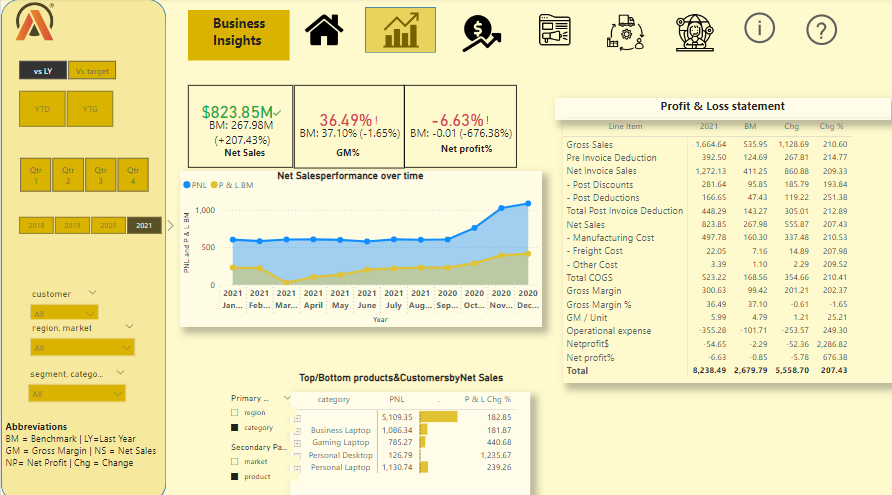 Business
Insights
vs LY
Vs target
YTD
YTG
Qtr
1
Qtr
2
Qtr
3
Qtr
4
2018
2019
2020
2021
customer
All
region, market
All
segment, catego...
All
Abbreviations
BM = Benchmark | LY=Last Year
GM = Gross Margin | NS = Net Sales
NP= Net Profit | Chg = Change
$823.85M
BM: 267.98M
(+207.43%)
Net Sales
36.49% !
BM: 37.10% (-1.65%)
GM%
-6.63% !
BM: -0.01 (-676.38%)
Net profit%
Net Salesperformance over time
PNL P & L BM
PNL and P & L BM
1,000
500
0
2021 2021 2021 2021 2021 2021 2021 2021 2020 2020 2020 2020
Jan... Feb... Mar... April May June July Aug... Sep... Oct... Nov... Dec...
Year
Top/Bottom products&CustomersbyNet Sales
Primary ..
region
category
Secondary Pa..
market
product
category PNL .. P & L Chg %
5,109.35 182.85
Business Laptop 1,086.34 181.87
Gaming Laptop 785.27 440.68
Personal Desktop 126.79 1,235.67
Personal Laptop 1,130.74 239.26
Profit & Loss statement
Line Item 2021 BM Chg Chg %
Gross Sales 1,664.64 535.95 1,128.69 210.60
Pre Invoice Deduction 392.50 124.69 267.81 214.77
Net Invoice Sales 1,272.13 411.25 860.88 209.33
- Post Discounts 281.64 95.85 185.79 193.84
- Post Deductions 166.65 47.43 119.22 251.38
Total Post Invoice Deduction 448.29 143.27 305.01 212.89
Net Sales 823.85 267.98 555.87 207.43
- Manufacturing Cost 497.78 160.30 337.48 210.53
- Freight Cost 22.05 7.16 14.89 207.98
- Other Cost 3.39 1.10 2.29 209.52
Total COGS 523.22 168.56 354.66 210.41
Gross Margin 300.63 99.42 201.21 202.37
Gross Margin % 36.49 37.10 -0.61 -1.65
GM / Unit 5.99 4.79 1.21 25.21
Operational expense -355.28 -101.71 -253.57 249.30
Netprofit$ -54.65 -2.29 -52.36 2,286.82
Net profit% -6.63 -0.85 -5.78 676.38
Total 8,238.49 2,679.79 5,558.70 207.43